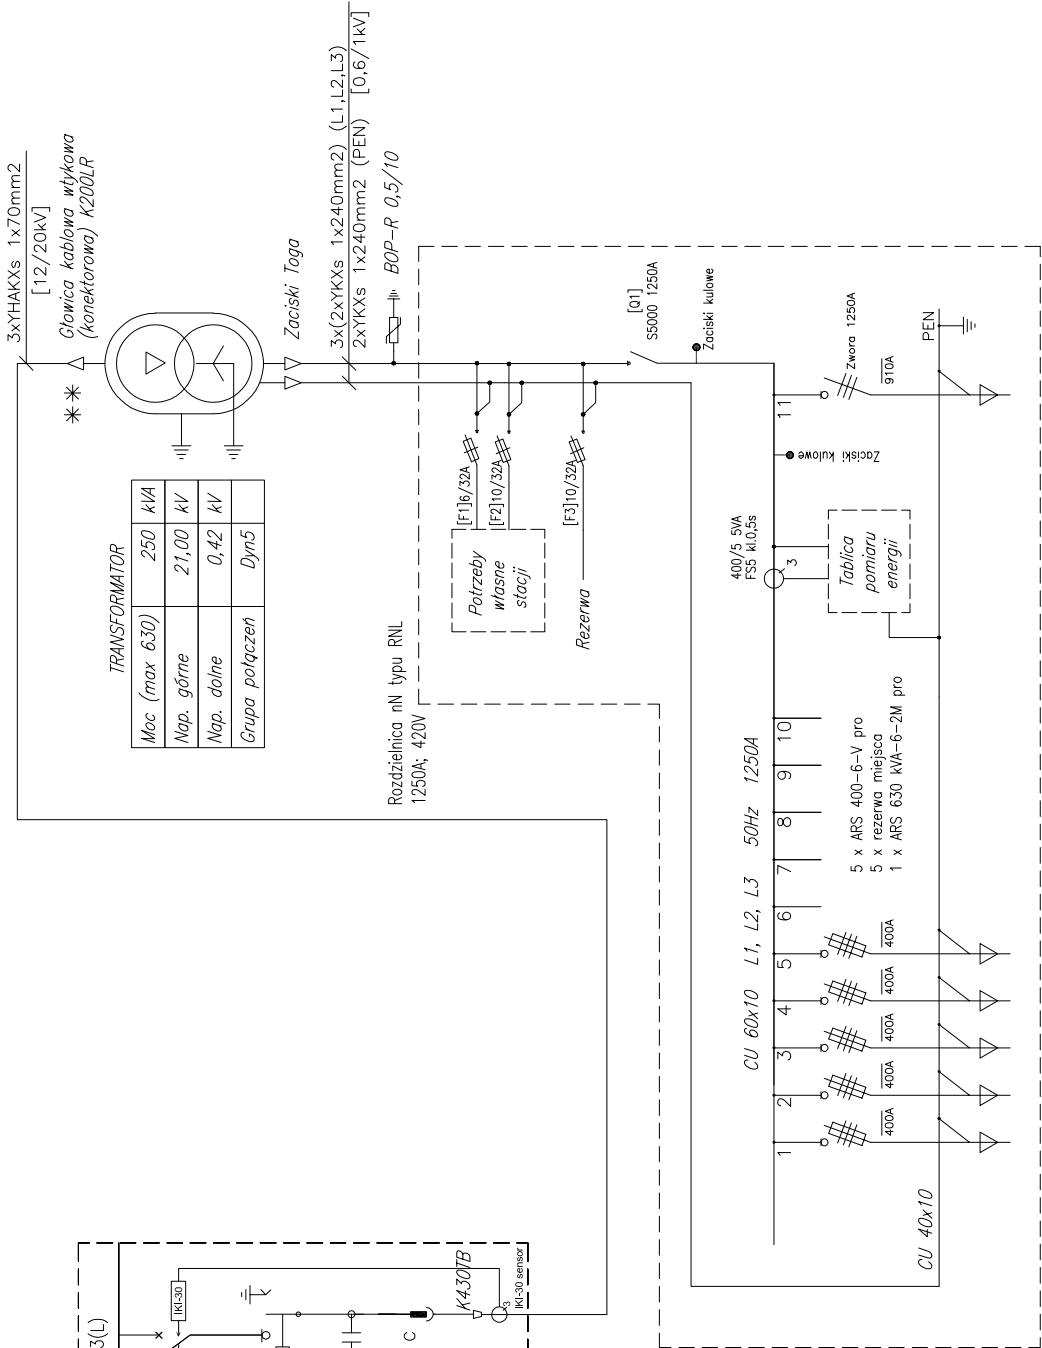 3xYHAKXs 1x70mm2
[12/20kV]
Głowica kablowa wtykowa
(konektorowa) K200LR
**
Zaciski Toga
3x(2xYKXs 1x240mm2) (L1,L2,L3)
2xYKXs 1x240mm2 (PEN) [0,6/1kV]
BOP-R 0,5/10
TRANSFORMATOR
Moc (max 630) 250 kVA
Nap. górne 21,00 kV
Nap. dolne 0,42 kV
Grupa połączeń Dyn5
Rozdzielnica nN typu RNL
1250A; 420V
[F1]6/32A
[F2]10/32A
[F3]10/32A
Potrzeby
własne
stacji
Rezerwa
[Q1]
S5000 1250A
Zaciski kulowe
Zaciski kulowe
11
Zwora 1250A
910A
PEN
400/5 5VA
FS5 kl.0,5s
3
Tablica
pomiaru
energii
CU 60x10 L1, L2, L3 50Hz 1250A
10
9
8
7
6
5
4
3
2
1
5 x ARS 400-6-V pro
5 x rezerwa miejsca
1 x ARS 630 kVA-6-2M pro
400A
400A
400A
400A
400A
CU 40x10
3(L)
IKI-30
C
K430TB
3
IKI-30 sensor